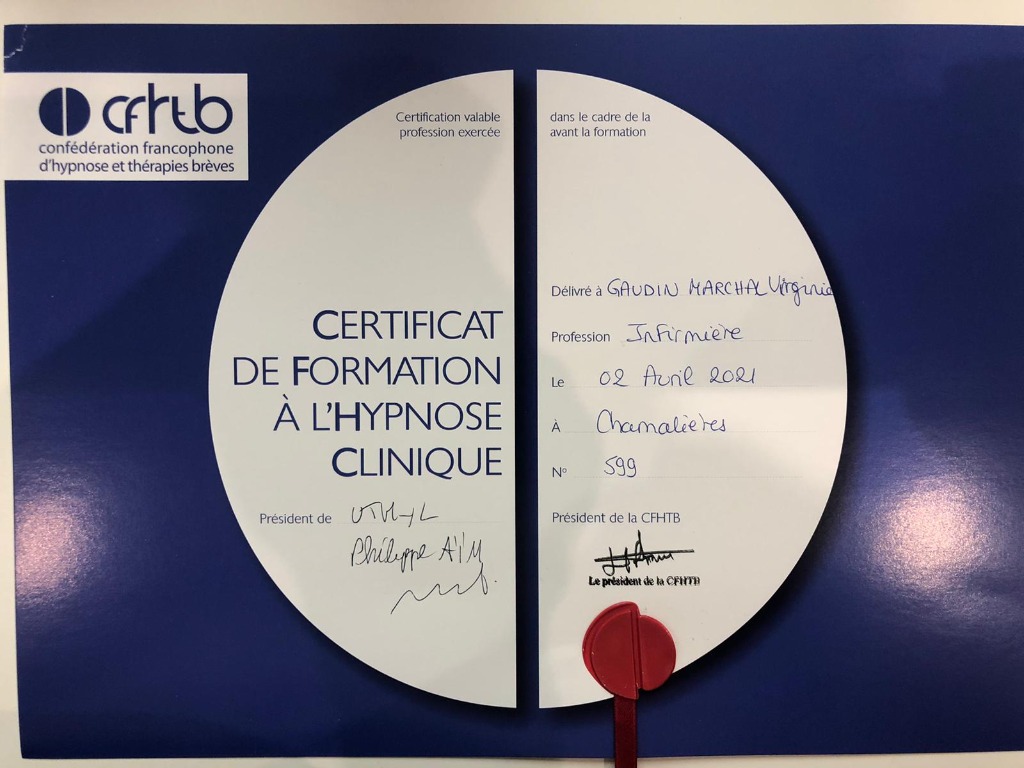 cfhtb
confédération francophone
d'hypnose et thérapies brèves
Certification valable dans le cadre de la
profession exercée avant la formation
CERTIFICAT
DE FORMATION
À L'HYPNOSE
CLINIQUE
Président de
Philippe AÏM
Délivré à GAUDIN MARCHAL Virginie
Profession Infirmière
Le 02 Avril 2021
À Chamalières
N° 599
Président de la CFHTB
Le président de la CFHTB